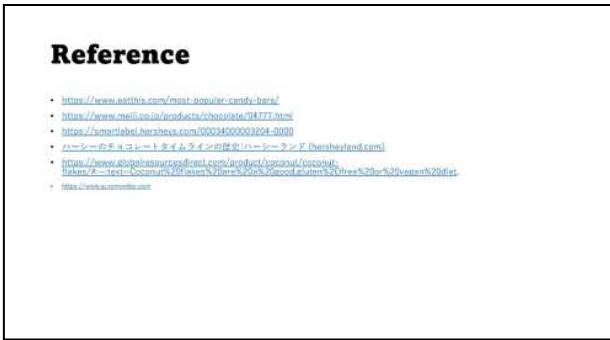 Reference
• https://www.eatthis.com/most-popular-candy-bars/
• https://www.meiji.co.jp/products/chocolate/04777.html
• https://smartlabel.hersheys.com/00034000003204-0000
• ハーシーのチョコレートタイムラインの歴史|ハーシーランド (hersheyland.com)
• https://www.globalresourcesdirect.com/product/coconut/coconut-
flakes/#:~:text=Coconut%20flakes%20are%20a%20good,gluten%2Dfree%20or%20vegan%20diet.